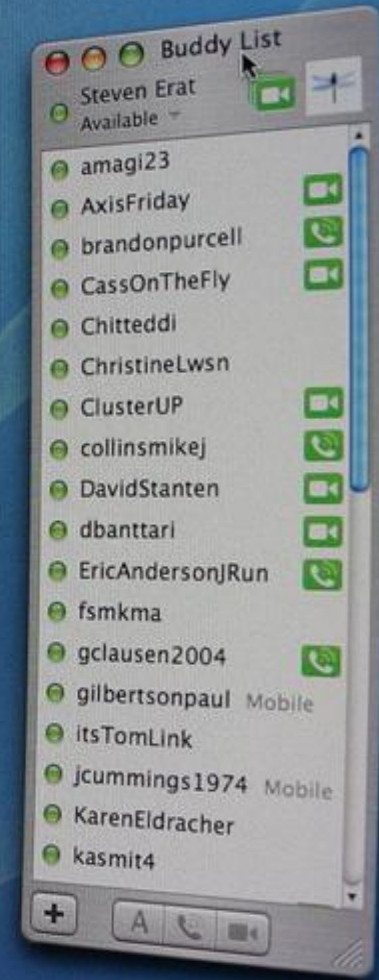 Buddy List
Steven Erat
Available
amagi23
AxisFriday
brandonpurcell
CassOnTheFly
Chitteddi
ChristineLwsn
ClusterUP
collinsmikej
DavidStanten
dbanttari
EricAndersonJRun
fsmkma
gclausen2004
gilbertsonpaul Mobile
itsTomLink
jcummings1974 Mobile
KarenEldracher
kasmit4
A